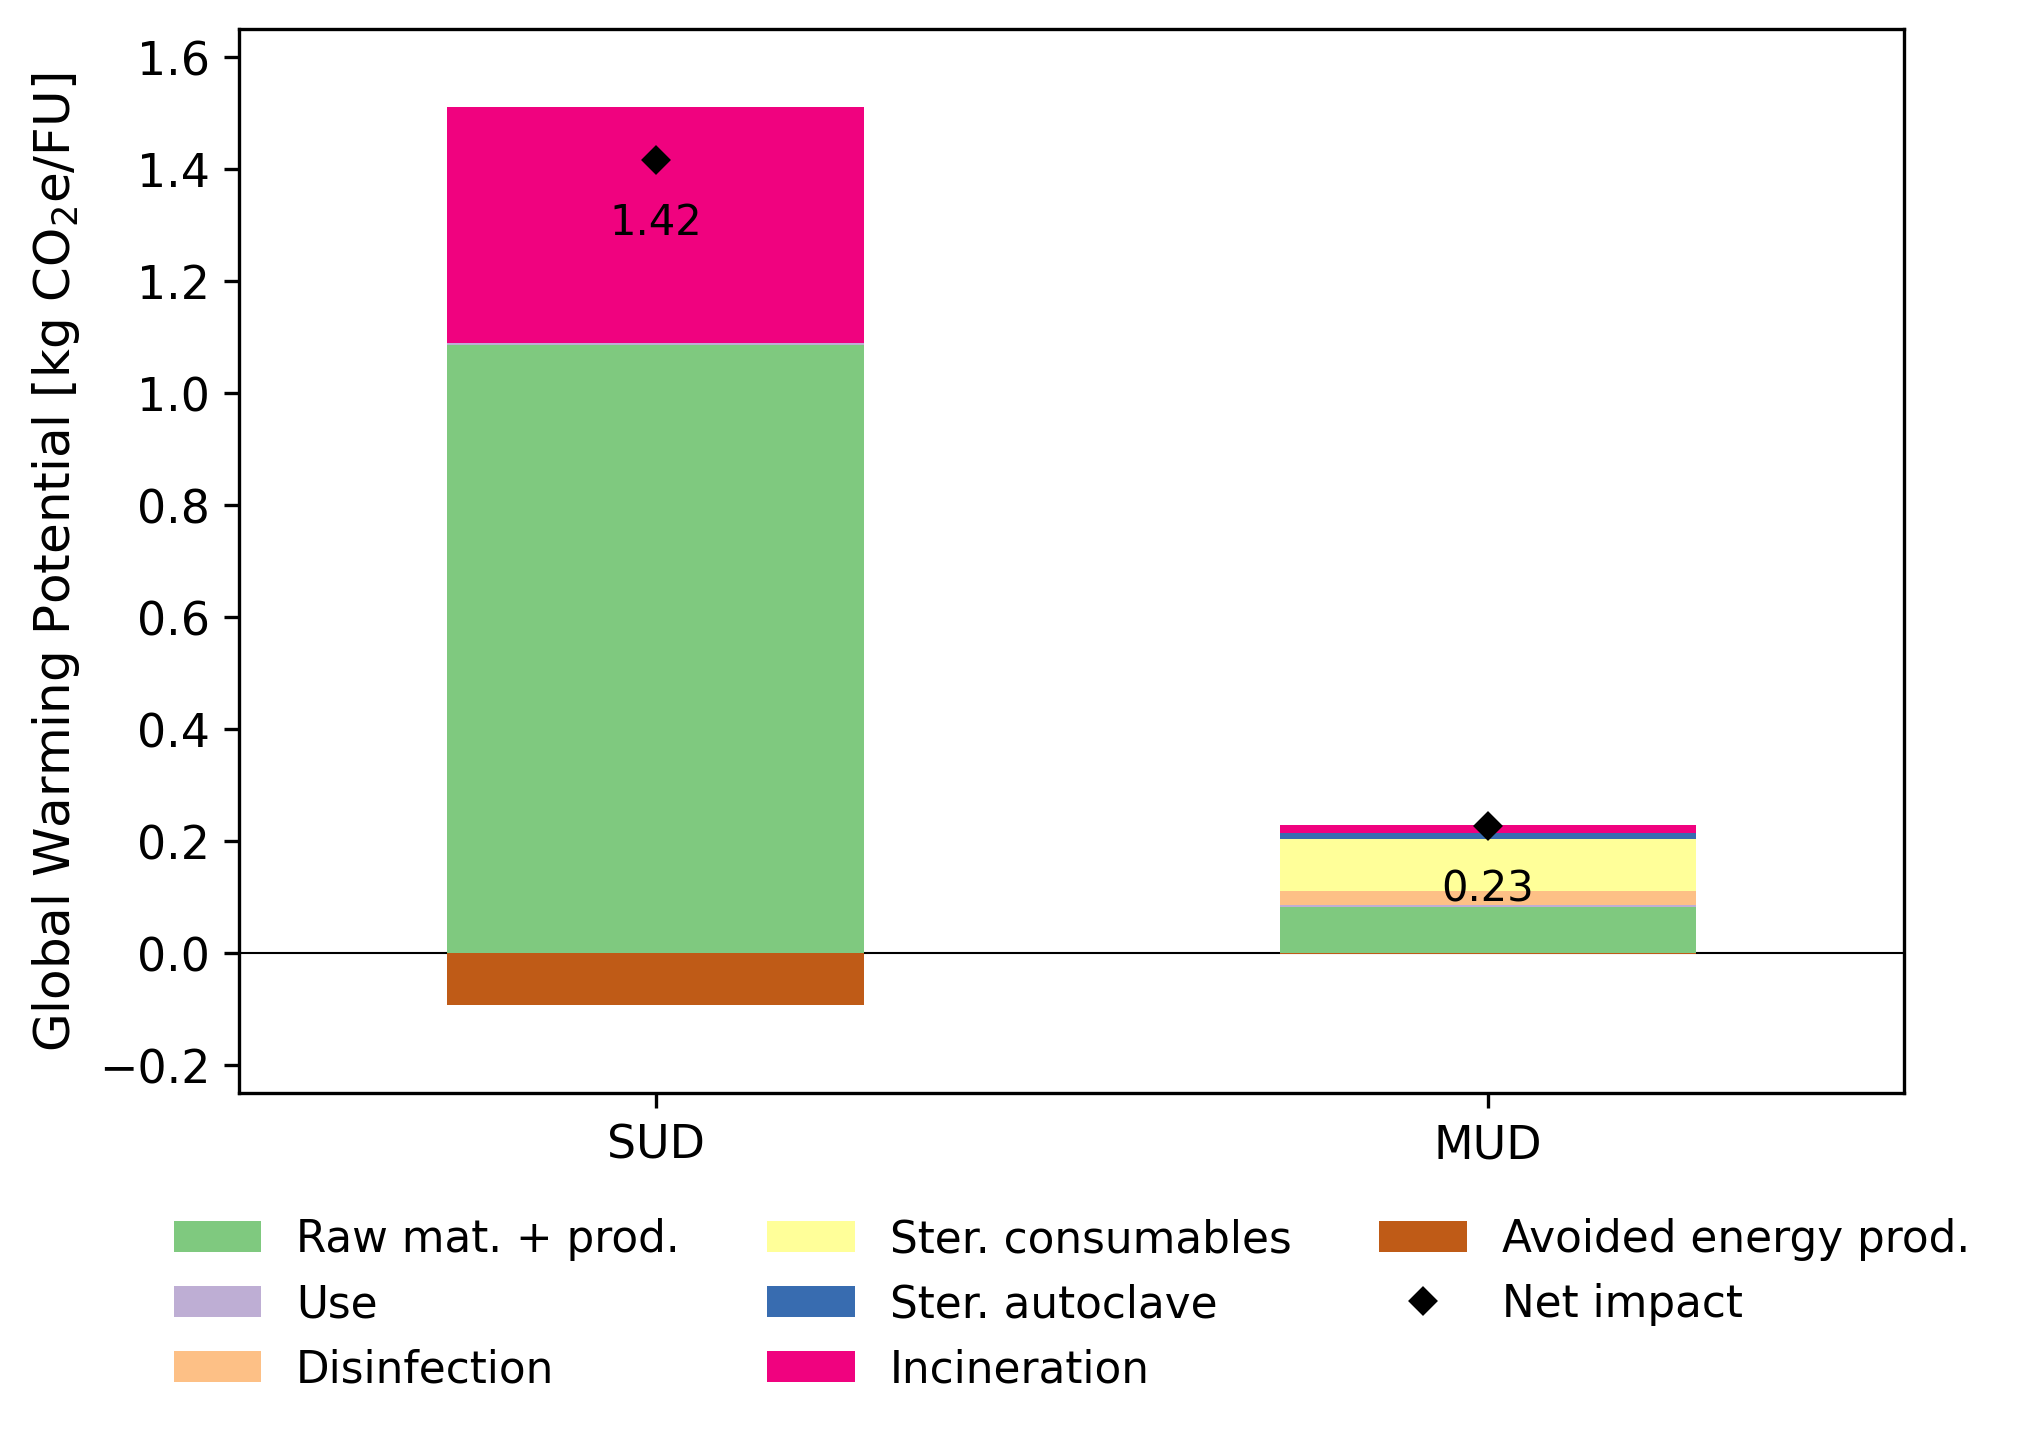 Global Warming Potential [kg CO₂e/FU]
1.6
1.4
1.2
1.0
0.8
0.6
0.4
0.2
0.0
−0.2
1.42
0.23
SUD
MUD
Raw mat. + prod.
Use
Disinfection
Ster. consumables
Ster. autoclave
Incineration
Avoided energy prod.
Net impact